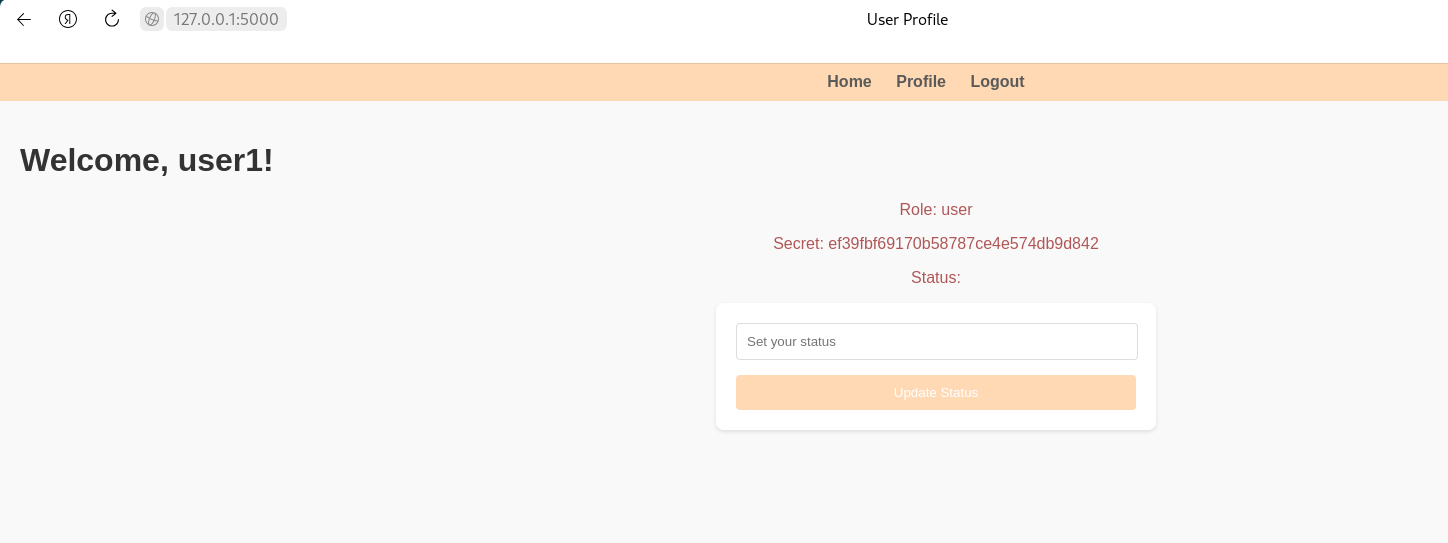 127.0.0.1:5000 User Profile
Home Profile Logout
Welcome, user1!
Role: user
Secret: ef39fbf69170b58787ce4e574db9d842
Status:
Set your status
Update Status